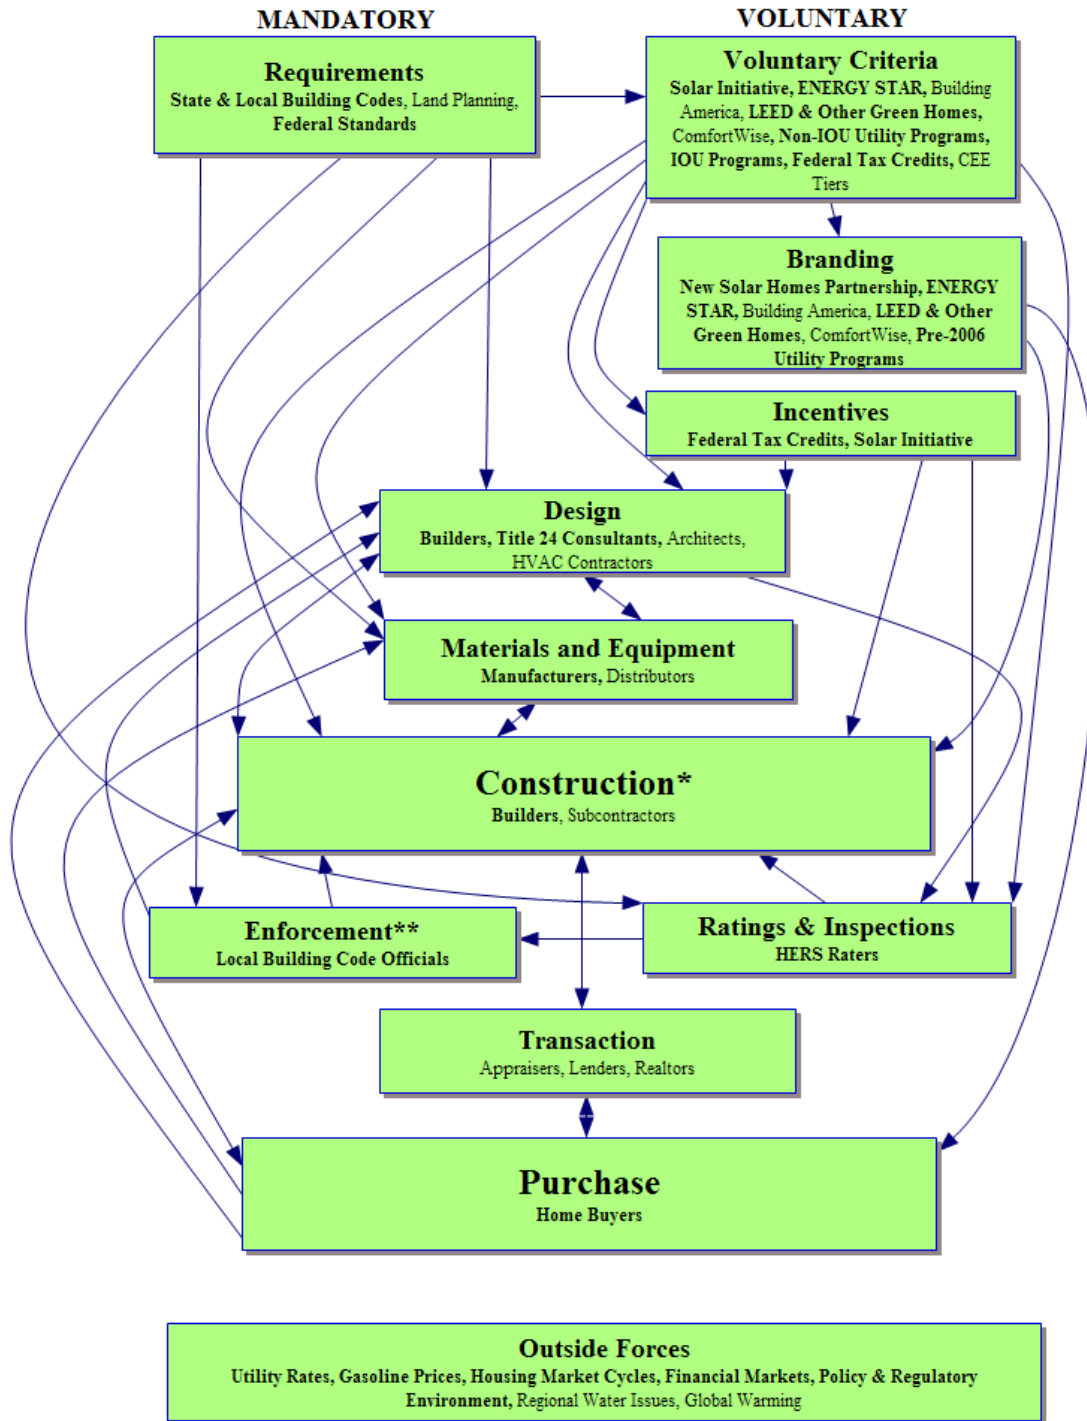 MANDATORY
VOLUNTARY
Requirements
State & Local Building Codes, Land Planning,
Federal Standards
Voluntary Criteria
Solar Initiative, ENERGY STAR, Building
America, LEED & Other Green Homes,
ComfortWise, Non-IOU Utility Programs,
IOU Programs, Federal Tax Credits, CEE
Tiers
Branding
New Solar Homes Partnership, ENERGY
STAR, Building America, LEED & Other
Green Homes, ComfortWise, Pre-2006
Utility Programs
Incentives
Federal Tax Credits, Solar Initiative
Design
Builders, Title 24 Consultants, Architects,
HVAC Contractors
Materials and Equipment
Manufacturers, Distributors
Construction*
Builders, Subcontractors
Enforcement**
Local Building Code Officials
Ratings & Inspections
HERS Raters
Transaction
Appraisers, Lenders, Realtors
Purchase
Home Buyers
Outside Forces
Utility Rates, Gasoline Prices, Housing Market Cycles, Financial Markets, Policy & Regulatory
Environment, Regional Water Issues, Global Warming